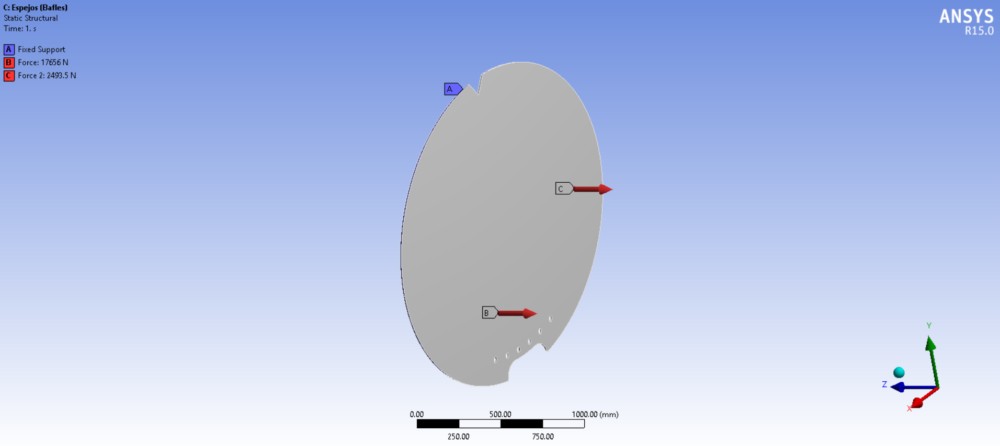 C: Espejos (Bafles)
Static Structural
Time: 1. s
A Fixed Support
B Force: 17656 N
C Force 2: 2493.5 N
ANSYS
R15.0
A
C
B
0.00 500.00 1000.00 (mm)
250.00 750.00
Y
Z
X